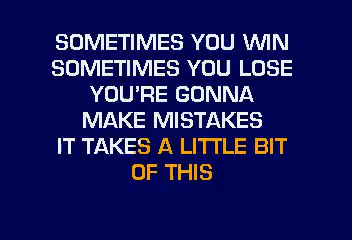 SOMETIMES YOU WIN
SOMETIMES YOU LOSE
YOU'RE GONNA
MAKE MISTAKES
IT TAKES A LITTLE BIT
OF THIS